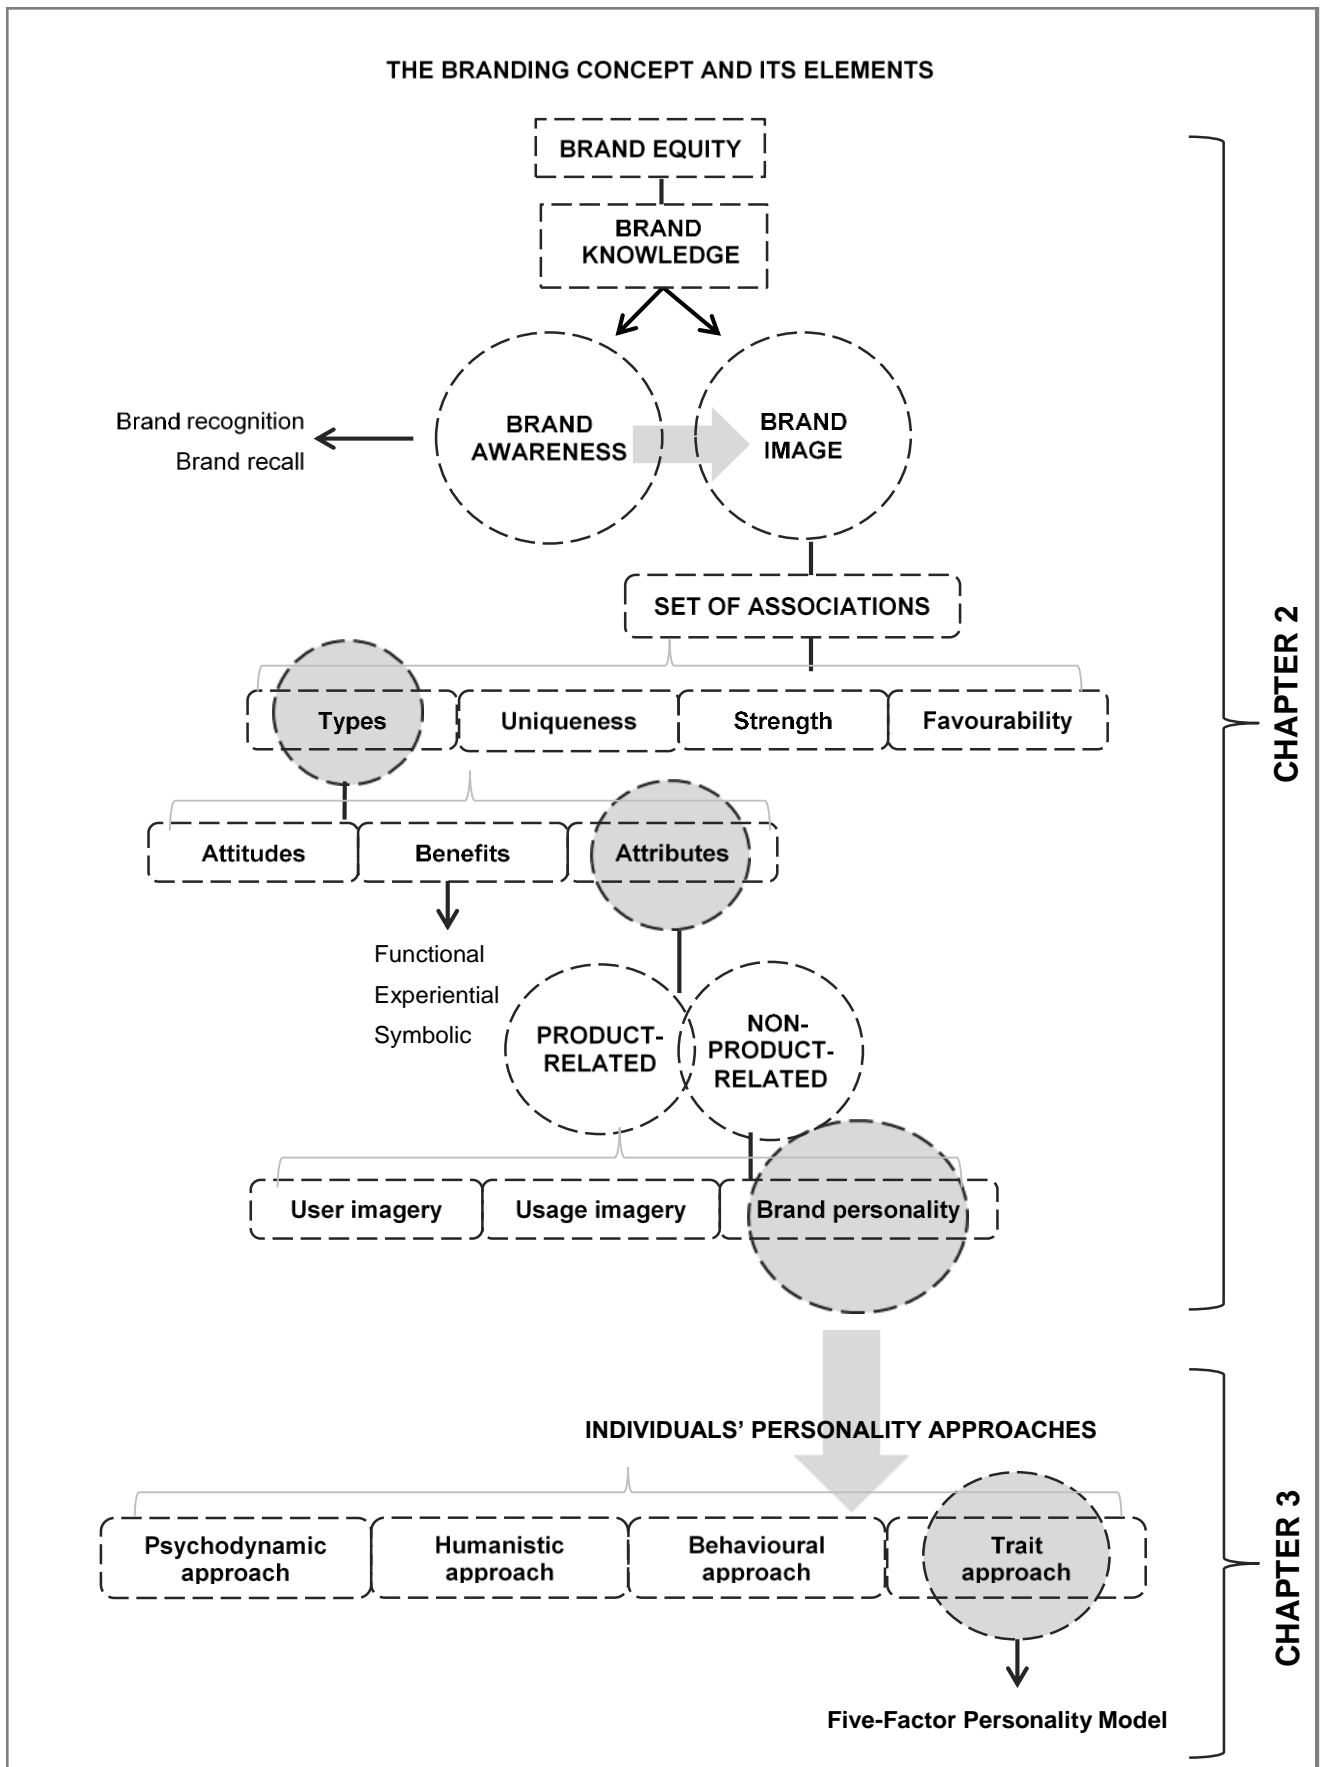 THE BRANDING CONCEPT AND ITS ELEMENTS
BRAND EQUITY
BRAND
KNOWLEDGE
Brand recognition
Brand recall
BRAND
AWARENESS
BRAND
IMAGE
SET OF ASSOCIATIONS
Types
Uniqueness
Strength
Favourability
Attitudes
Benefits
Attributes
Functional
Experiential
Symbolic
PRODUCT-
RELATED
NON-
PRODUCT-
RELATED
User imagery
Usage imagery
Brand personality
CHAPTER 2
INDIVIDUALS’ PERSONALITY APPROACHES
Psychodynamic
approach
Humanistic
approach
Behavioural
approach
Trait
approach
Five-Factor Personality Model
CHAPTER 3